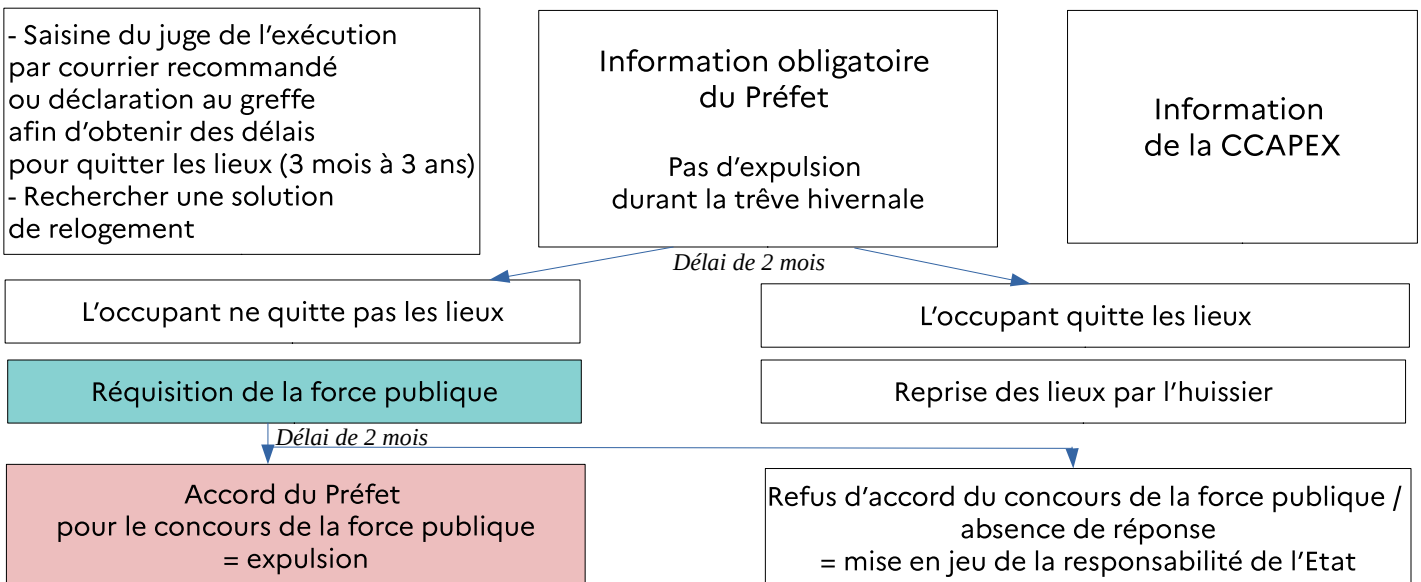 - Saisine du juge de l’exécution
par courrier recommandé
ou déclaration au greffe
afin d’obtenir des délais
pour quitter les lieux (3 mois à 3 ans)
- Rechercher une solution
de relogement
Information obligatoire
du Préfet
Pas d’expulsion
durant la trêve hivernale
Information
de la CCAPEX
Délai de 2 mois
L’occupant ne quitte pas les lieux
L’occupant quitte les lieux
Réquisition de la force publique
Reprise des lieux par l’huissier
Délai de 2 mois
Accord du Préfet
pour le concours de la force publique
= expulsion
Refus d’accord du concours de la force publique /
absence de réponse
= mise en jeu de la responsabilité de l’Etat